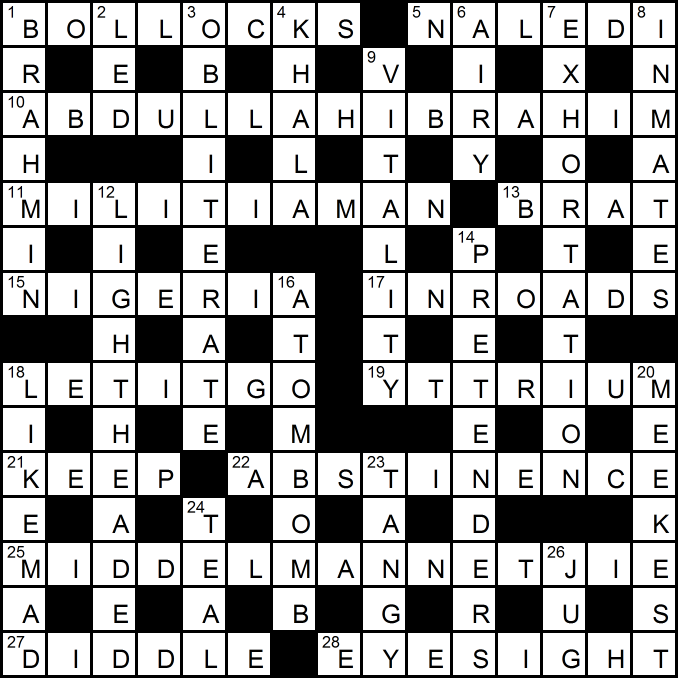 1 B O 2 L L 3 O C 4 K S 5 N 6 A L 7 E D 8 I
R E B H 9 V I X N
10 A B D U L L A H I B R A H I M
H I L T Y O A
11 M I 12 L I T I A M A N 13 B R A T
I I E L 14 P T E
15 N I G E R I 16 A 17 I N R O A D S
H A T T E T
18 L E T I T G O 19 Y T T R I U 20 M
I H E M E O E
21 K E E P 22 A B S 23 T I N E N C E
E A 24 T O A D K
25 M I D D E L M A N N E T 26 J I E
A E A B G R U S
27 D I D D L E 28 E Y E S I G H T